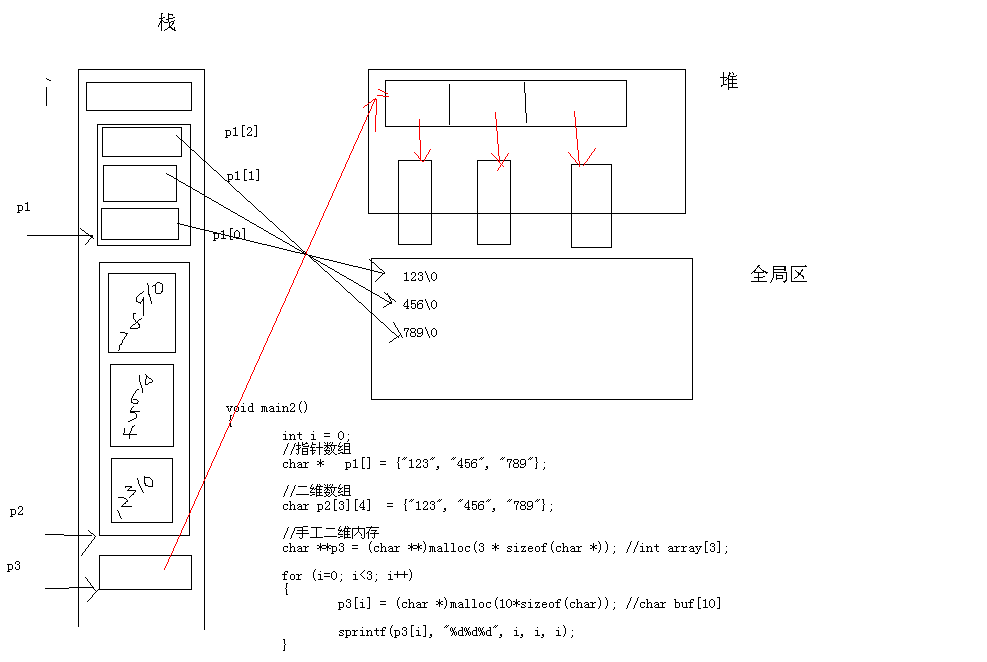 栈
堆
i
p1[2]
p1[1]
p1
p1[0]
全局区
123\0
456\0
789\0
789\0
456\0
123\0
p2
p3
void main2()
{
int i = 0;
//指针数组
char * p1[] = {"123", "456", "789"};
//二维数组
char p2[3][4] = {"123", "456", "789"};
//手工二维内存
char **p3 = (char **)malloc(3 * sizeof(char *)); //int array[3];
for (i=0; i<3; i++)
{
p3[i] = (char *)malloc(10*sizeof(char)); //char buf[10]
sprintf(p3[i], "%d%d%d", i, i, i);
}